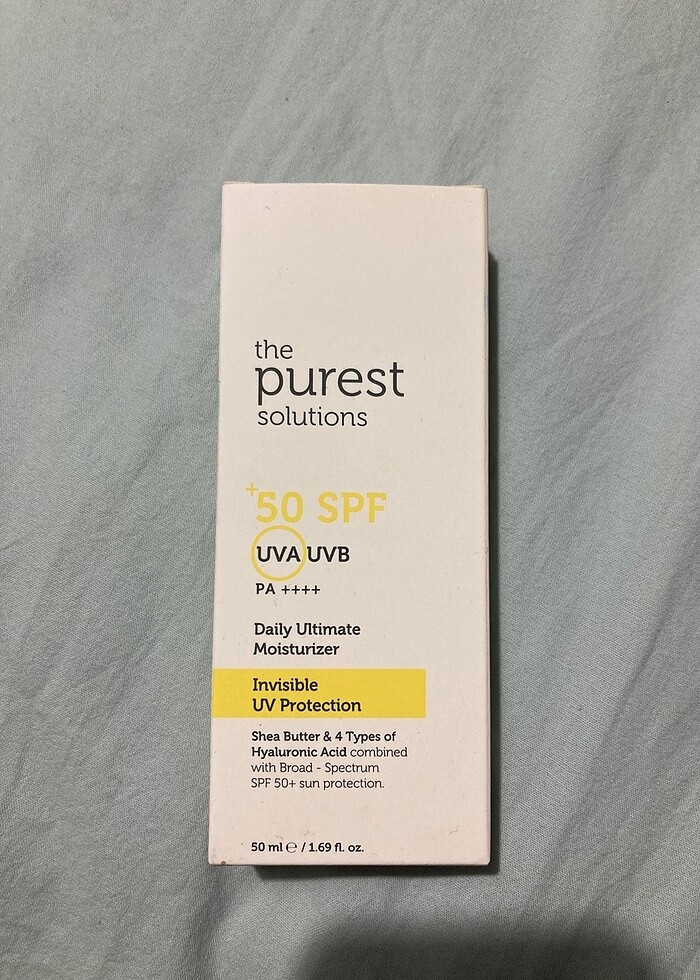 the
purest
solutions
+50 SPF
UVA UVB
PA ++++
Daily Ultimate
Moisturizer
Invisible
UV Protection
Shea Butter & 4 Types of
Hyaluronic Acid combined
with Broad - Spectrum
SPF 50+ sun protection.
50 ml ℮ / 1.69 fl. oz.